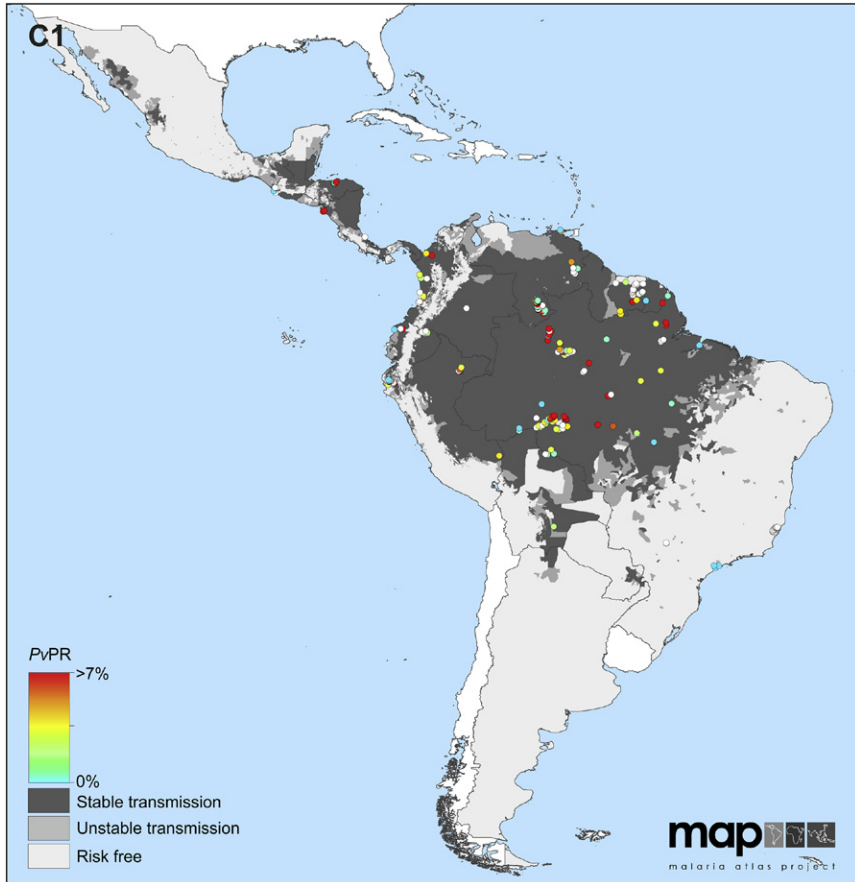 C1
PvPR
>7%
0%
Stable transmission
Unstable transmission
Risk free
map
malaria atlas project